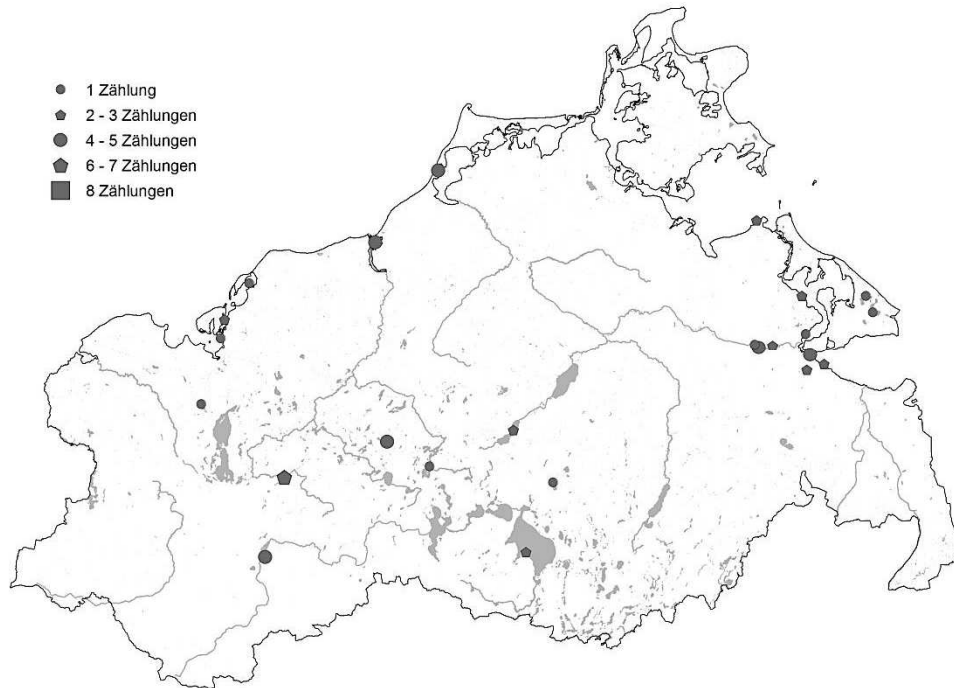 1 Zählung
2 - 3 Zählungen
4 - 5 Zählungen
6 - 7 Zählungen
8 Zählungen